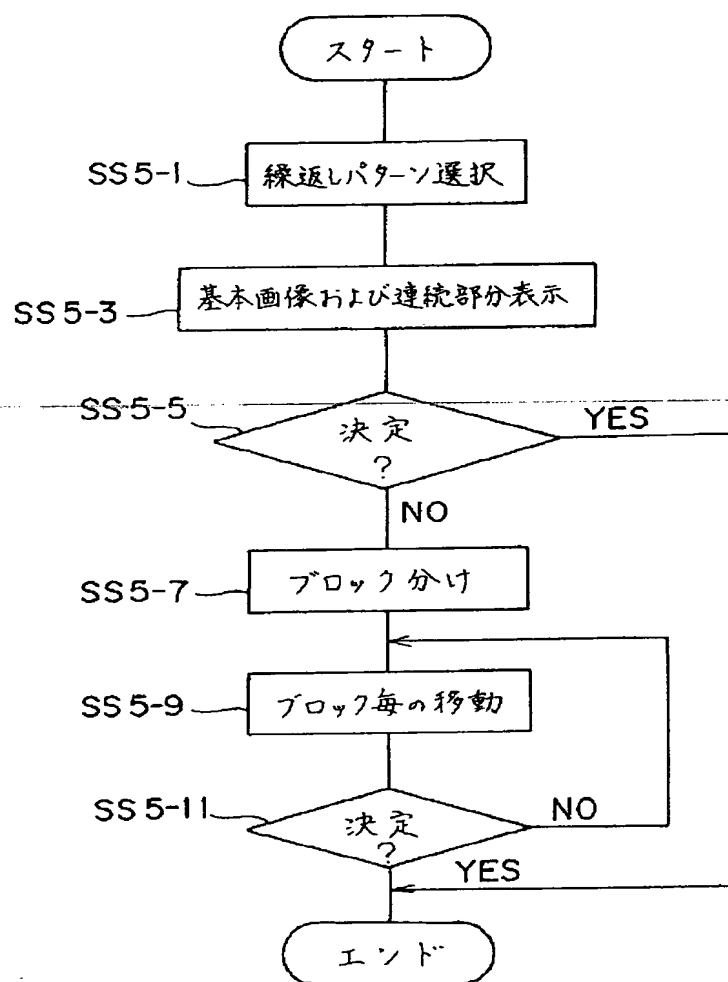 スタート
SS5-1
繰返しパターン選択
SS5-3
基本画像および連続部分表示
SS5-5
決定
?
YES
NO
SS5-7
ブロック分け
SS5-9
ブロック毎の移動
SS5-11
決定
?
NO
YES
エンド